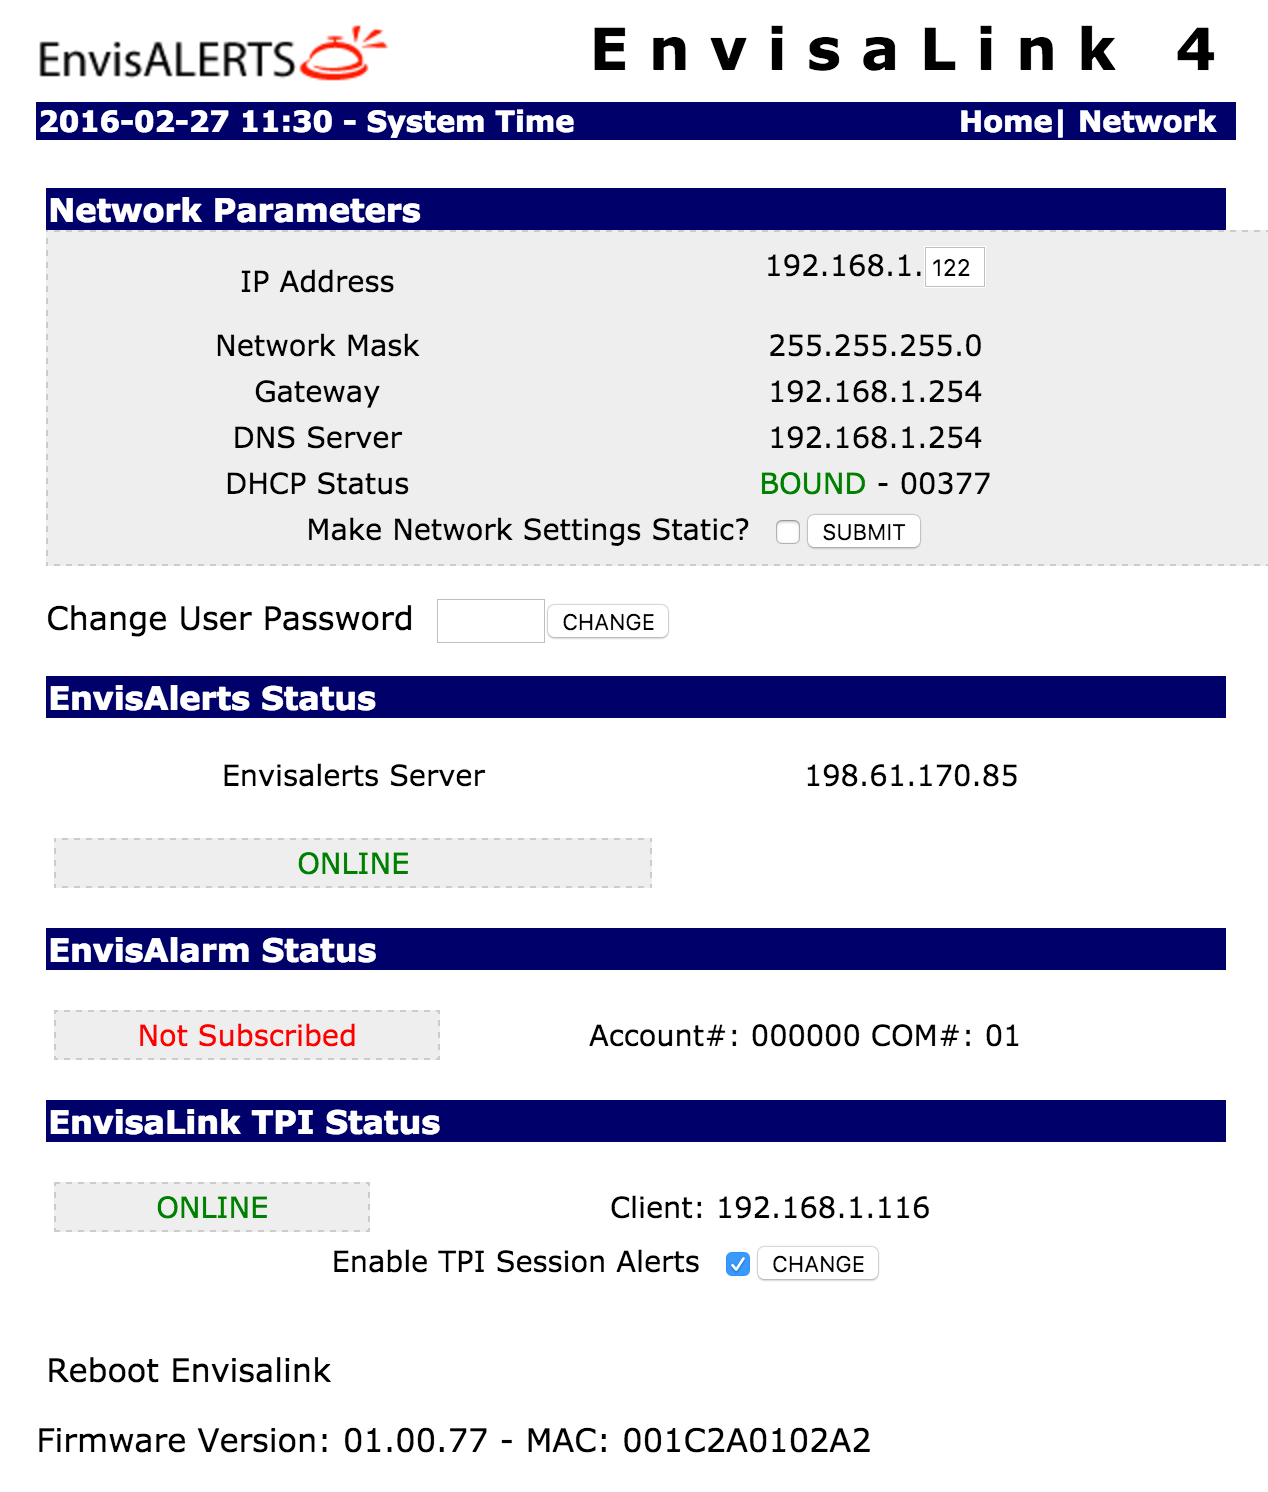 EnvisALERTS
EnvisaLink 4
2016-02-27 11:30 - System Time Home| Network
Network Parameters
IP Address 192.168.1. 122
Network Mask 255.255.255.0
Gateway 192.168.1.254
DNS Server 192.168.1.254
DHCP Status BOUND - 00377
Make Network Settings Static? SUBMIT
Change User Password CHANGE
EnvisAlerts Status
Envisalerts Server 198.61.170.85
ONLINE
EnvisAlarm Status
Not Subscribed Account#: 000000 COM#: 01
EnvisaLink TPI Status
ONLINE Client: 192.168.1.116
Enable TPI Session Alerts CHANGE
Reboot Envisalink
Firmware Version: 01.00.77 - MAC: 001C2A0102A2